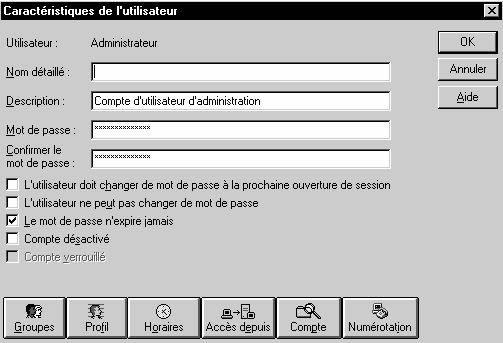 Caractéristiques de l'utilisateur
Utilisateur : Administrateur
OK
Nom détaillé :
Annuler
Description : Compte d'utilisateur d'administration
Aide
Mot de passe : **************
Confirmer le
mot de passe : **************
L'utilisateur doit changer de mot de passe à la prochaine ouverture de session
L'utilisateur ne peut pas changer de mot de passe
Le mot de passe n'expire jamais
Compte désactivé
Compte verrouillé
Groupes Profil Horaires Accès depuis Compte Numérotation